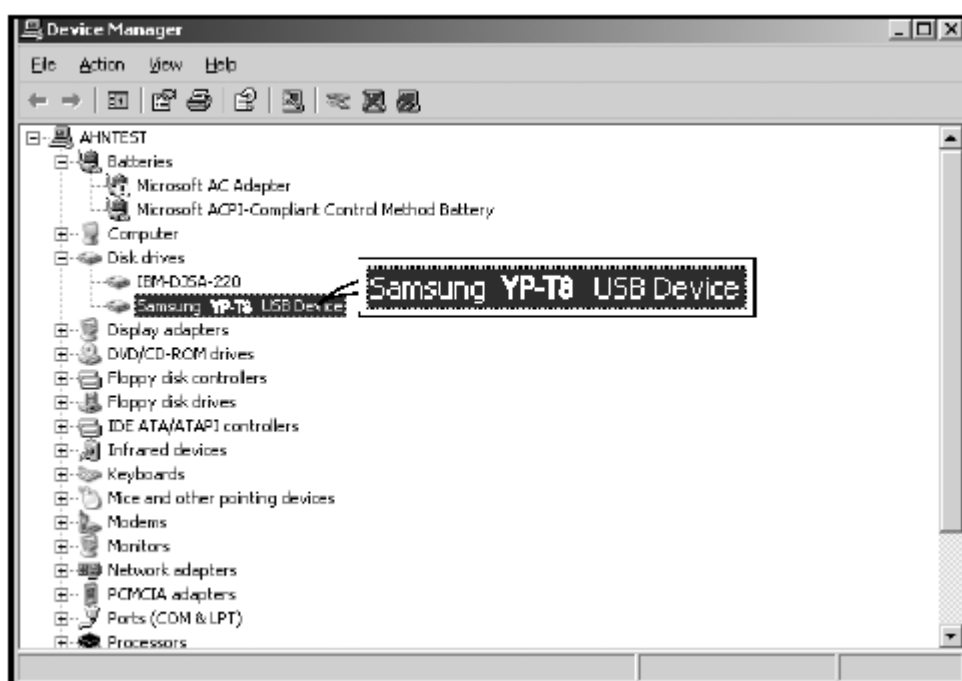 Device Manager
File Action View Help
AHNTEST
Batteries
Microsoft AC Adapter
Microsoft ACPI-Compliant Control Method Battery
Computer
Disk drives
IBM-DJSA-220
Samsung YP-T8 USB Device
Samsung YP-T8 USB Device
Display adapters
DVD/CD-ROM drives
Floppy disk controllers
Floppy disk drives
IDE ATA/ATAPI controllers
Infrared devices
Keyboards
Mice and other pointing devices
Modems
Monitors
Network adapters
PCMCIA adapters
Ports (COM & LPT)
Processors